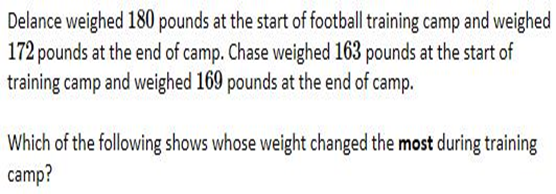 Delance weighed 180 pounds at the start of football training camp and weighed
172 pounds at the end of camp. Chase weighed 163 pounds at the start of
training camp and weighed 169 pounds at the end of camp.
Which of the following shows whose weight changed the most during training
camp?